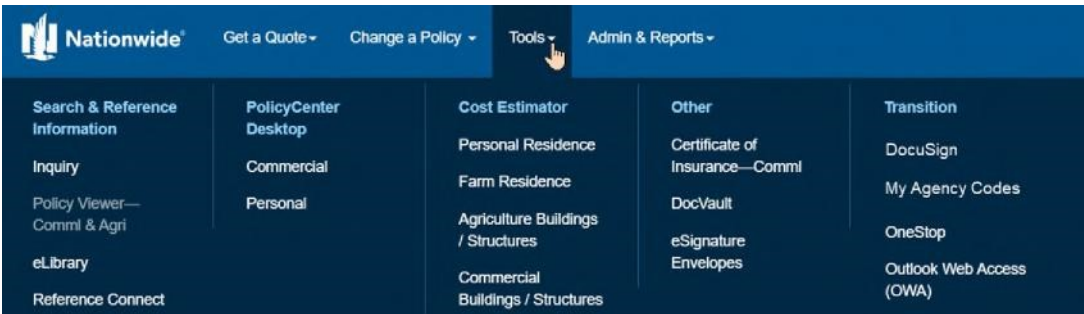 Nationwide® Get a Quote Change a Policy Tools Admin & Reports
Search & Reference
Information
Inquiry
Policy Viewer—
Comml & Agri
eLibrary
Reference Connect
PolicyCenter
Desktop
Commercial
Personal
Cost Estimator
Personal Residence
Farm Residence
Agriculture Buildings
/ Structures
Commercial
Buildings / Structures
Other
Certificate of
Insurance—Comml
DocVault
eSignature
Envelopes
Transition
DocuSign
My Agency Codes
OneStop
Outlook Web Access
(OWA)